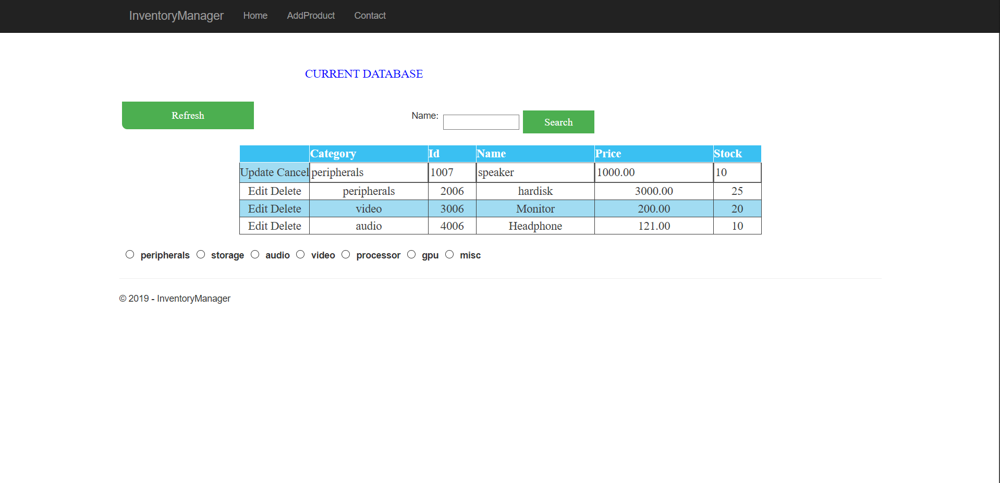 InventoryManager Home AddProduct Contact
CURRENT DATABASE
Refresh Name: Search
Category Id Name Price Stock
Update Cancel peripherals 1007 speaker 1000.00 10
Edit Delete peripherals 2006 hardisk 3000.00 25
Edit Delete video 3006 Monitor 200.00 20
Edit Delete audio 4006 Headphone 121.00 10
peripherals storage audio video processor gpu misc
© 2019 - InventoryManager